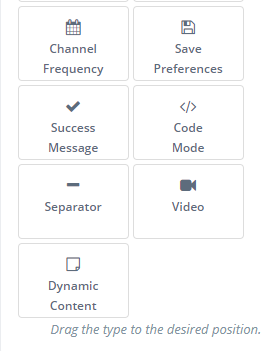 Channel
Frequency
Save
Preferences
Success
Message
Code
Mode
Separator
Video
Dynamic
Content
Drag the type to the desired position.